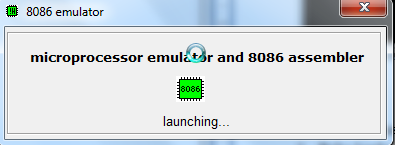 8086 emulator
microprocessor emulator and 8086 assembler
8086
launching...